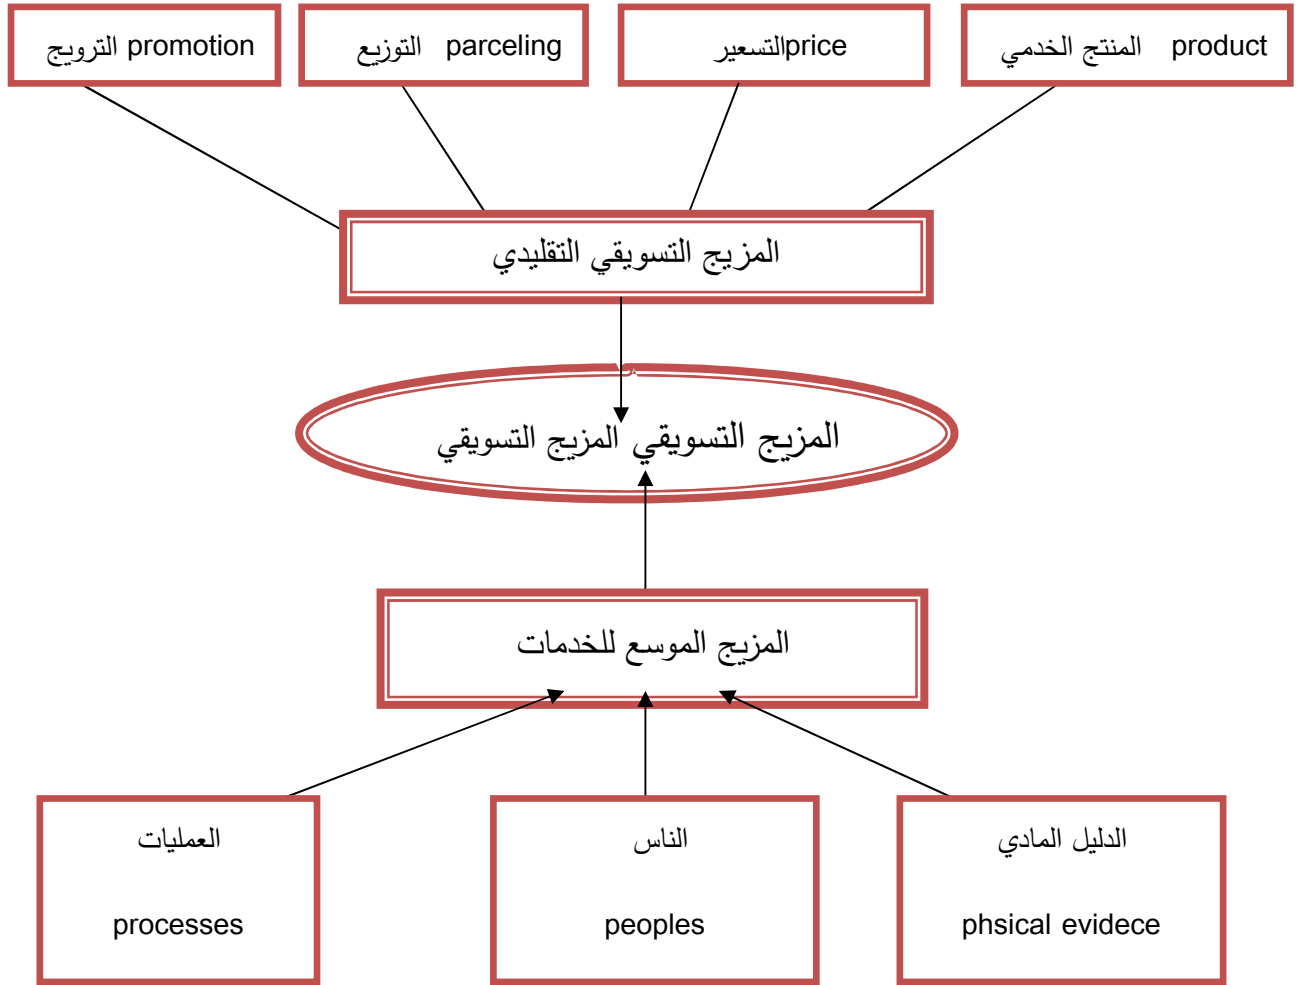 المنتج الخدمي product
التسعيرprice
التوزيع parceling
الترويج promotion
المزيج التسويقي التقليدي
المزيج التسويقي المزيج التسويقي
المزيج الموسع للخدمات
الدليل المادي
phsical evidece
الناس
peoples
العمليات
processes